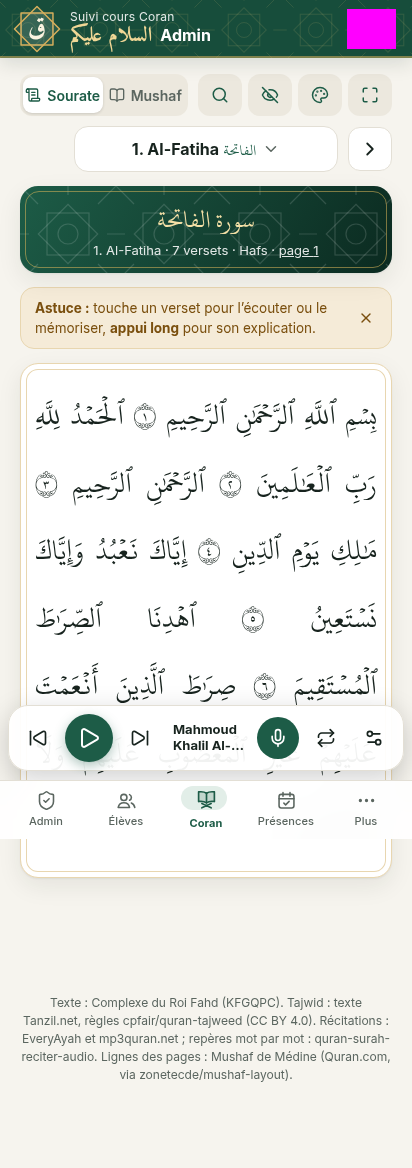 Suivi cours Coran
السلام عليكم Admin
Sourate
Mushaf
1. Al-Fatiha الفاتحة
سورة الفاتحة
1. Al-Fatiha · 7 versets · Hafs · page 1
Astuce : touche un verset pour l’écouter ou le
mémoriser, appui long pour son explication.
بِسْمِ ٱللَّهِ ٱلرَّحْمَٰنِ ٱلرَّحِيمِ ١ ٱلْحَمْدُ لِلَّهِ
رَبِّ ٱلْعَٰلَمِينَ ٢ ٱلرَّحْمَٰنِ ٱلرَّحِيمِ ٣
مَٰلِكِ يَوْمِ ٱلدِّينِ ٤ إِيَّاكَ نَعْبُدُ وَإِيَّاكَ
نَسْتَعِينُ ٥ ٱهْدِنَا ٱلصِّرَٰطَ
ٱلْمُسْتَقِيمَ ٦ صِرَٰطَ ٱلَّذِينَ أَنْعَمْتَ
Mahmoud
Khalil Al-...
Admin
Élèves
Coran
Présences
Plus
Texte : Complexe du Roi Fahd (KFGQPC). Tajwid : texte
Tanzil.net, règles cpfair/quran-tajweed (CC BY 4.0). Récitations :
EveryAyah et mp3quran.net ; repères mot par mot : quran-surah-
reciter-audio. Lignes des pages : Mushaf de Médine (Quran.com,
via zonetecde/mushaf-layout).